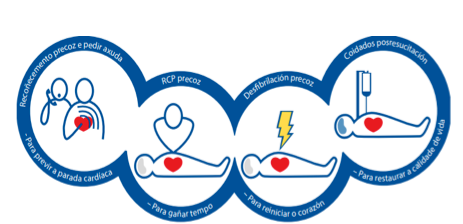 Recoñecemento precoz e pedir axuda
– Para previr a parada cardíaca
RCP precoz
– Para gañar tempo
Desfibrilación precoz
– Para reiniciar o corazón
Coidados posresucitación
– Para restaurar a calidade de vida